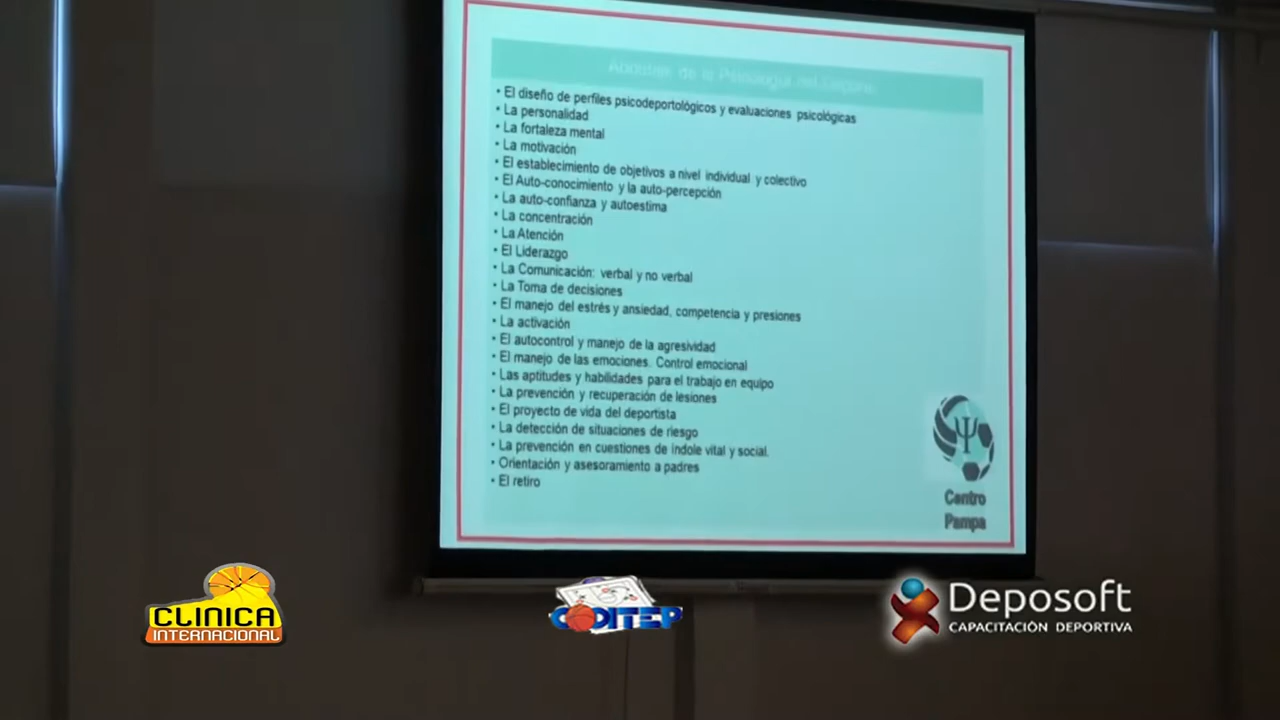 Abordaje de la Psicología del Deporte
• El diseño de perfiles psicodeportológicos y evaluaciones psicológicas
• La personalidad
• La fortaleza mental
• La motivación
• El establecimiento de objetivos a nivel individual y colectivo
• El Auto-conocimiento y la auto-percepción
• La auto-confianza y autoestima
• La concentración
• La Atención
• El Liderazgo
• La Comunicación: verbal y no verbal
• La Toma de decisiones
• El manejo del estrés y ansiedad, competencia y presiones
• La activación
• El autocontrol y manejo de la agresividad
• El manejo de las emociones. Control emocional
• Las aptitudes y habilidades para el trabajo en equipo
• La prevención y recuperación de lesiones
• El proyecto de vida del deportista
• La detección de situaciones de riesgo
• La prevención en cuestiones de índole vital y social.
• Orientación y asesoramiento a padres
• El retiro
Centro
Pampa
CLINICA
INTERNACIONAL
CODITEP
Deposoft
CAPACITACIÓN DEPORTIVA